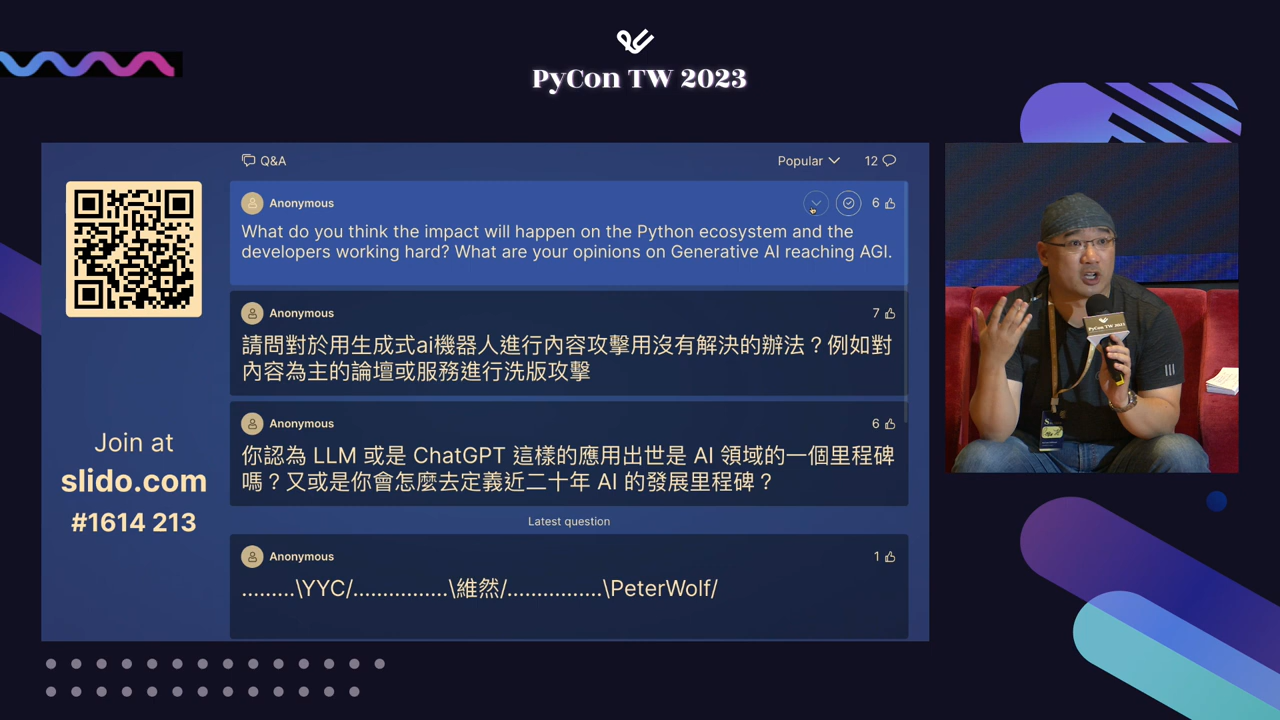 PyCon TW 2023
Q&A
Popular
12
Anonymous
6
What do you think the impact will happen on the Python ecosystem and the
developers working hard? What are your opinions on Generative AI reaching AGI.
Anonymous
7
請問對於用生成式ai機器人進行內容攻擊用沒有解決的辦法？例如對
內容為主的論壇或服務進行洗版攻擊
Anonymous
6
你認為 LLM 或是 ChatGPT 這樣的應用出世是 AI 領域的一個里程碑
嗎？又或是你會怎麼去定義近二十年 AI 的發展里程碑？
Latest question
Anonymous
1
.........\YYC/................\維然/................\PeterWolf/
Join at
slido.com
#1614 213
PyCon TW 2023